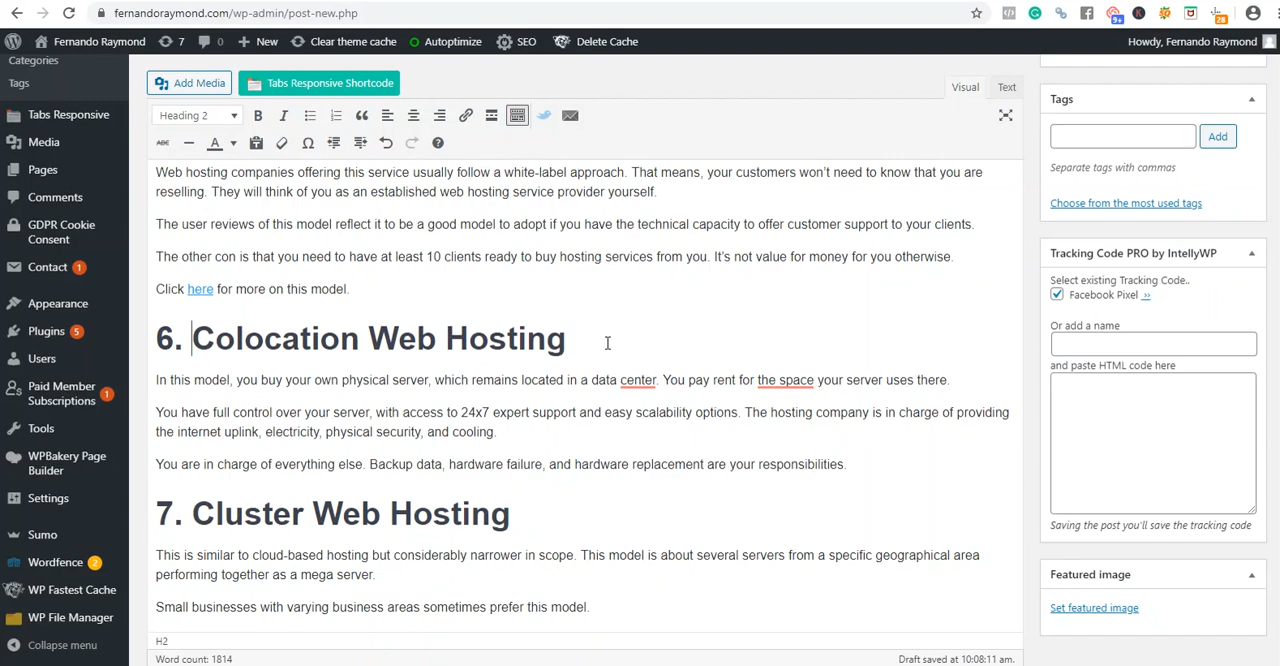 fernandoraymond.com/wp-admin/post-new.php
9+
28
Fernando Raymond
7
0
New
Clear theme cache
Autoptimize
SEO
Delete Cache
Howdy, Fernando Raymond
Categories
Tags
Tabs Responsive
Media
Pages
Comments
GDPR Cookie
Consent
Contact 1
Appearance
Plugins 5
Users
Paid Member
Subscriptions 1
Tools
WPBakery Page
Builder
Settings
Sumo
Wordfence 2
WP Fastest Cache
WP File Manager
Collapse menu
Add Media
Tabs Responsive Shortcode
Visual
Text
Heading 2
B
I
ABC
A
Web hosting companies offering this service usually follow a white-label approach. That means, your customers won't need to know that you are
reselling. They will think of you as an established web hosting service provider yourself.
The user reviews of this model reflect it to be a good model to adopt if you have the technical capacity to offer customer support to your clients.
The other con is that you need to have at least 10 clients ready to buy hosting services from you. It's not value for money for you otherwise.
Click here for more on this model.
6. Colocation Web Hosting
In this model, you buy your own physical server, which remains located in a data center. You pay rent for the space your server uses there.
You have full control over your server, with access to 24x7 expert support and easy scalability options. The hosting company is in charge of providing
the internet uplink, electricity, physical security, and cooling.
You are in charge of everything else. Backup data, hardware failure, and hardware replacement are your responsibilities.
7. Cluster Web Hosting
This is similar to cloud-based hosting but considerably narrower in scope. This model is about several servers from a specific geographical area
performing together as a mega server.
Small businesses with varying business areas sometimes prefer this model.
H2
Word count: 1814
Draft saved at 10:08:11 am.
Tags
Add
Separate tags with commas
Choose from the most used tags
Tracking Code PRO by IntellyWP
Select existing Tracking Code..
Facebook Pixel »
Or add a name
and paste HTML code here
Saving the post you'll save the tracking code
Featured image
Set featured image